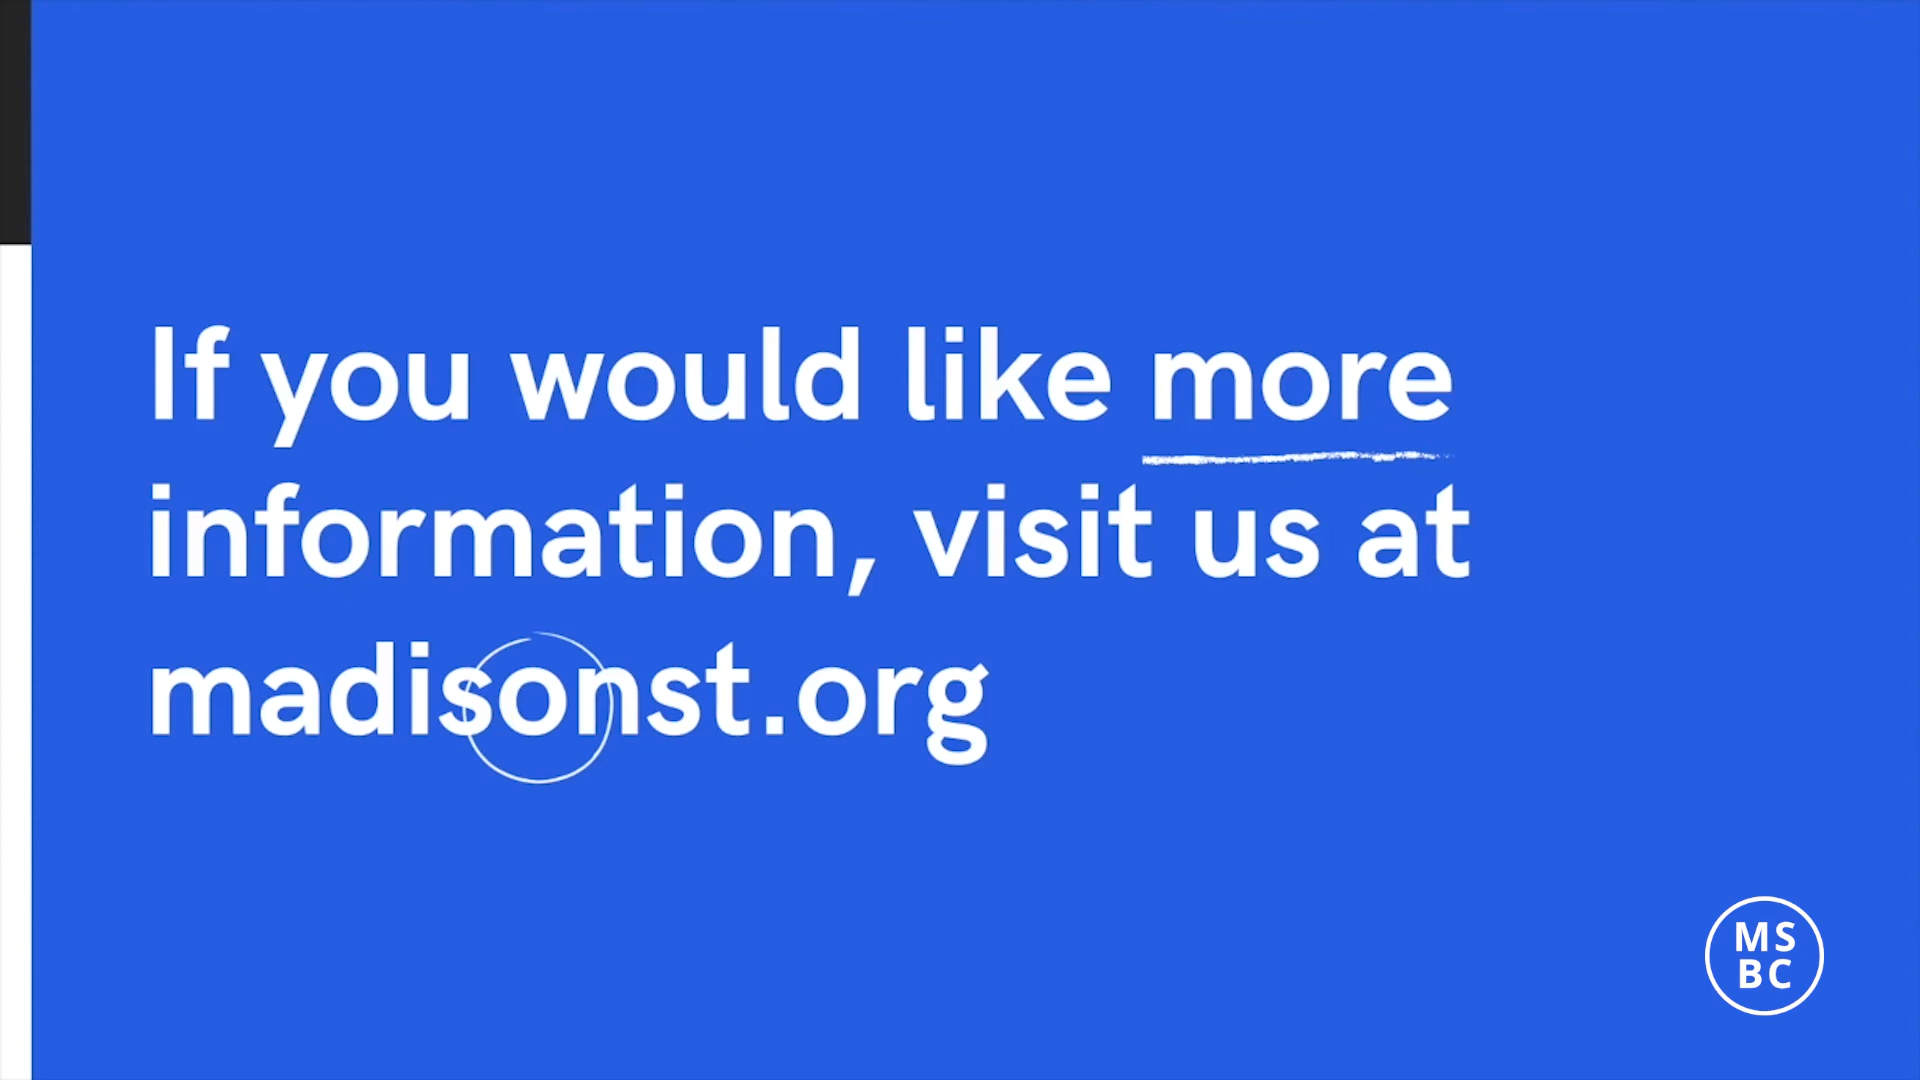 If you would like more
information, visit us at
madisonst.org
MS
BC